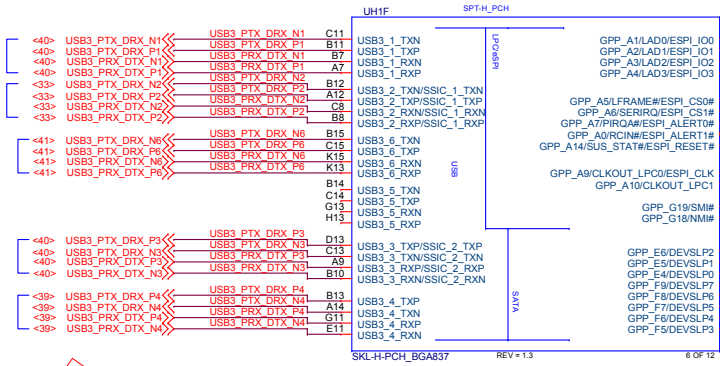 UH1F SPT-H_PCH
<40> USB3_PTX_DRX_N1 USB3_PTX_DRX_N1 C11 USB3_1_TXN GPP_A1/LAD0/ESPI_IO0
<40> USB3_PTX_DRX_P1 USB3_PTX_DRX_P1 B11 USB3_1_TXP GPP_A2/LAD1/ESPI_IO1
<40> USB3_PRX_DTX_N1 USB3_PRX_DTX_N1 B7 USB3_1_RXN GPP_A3/LAD2/ESPI_IO2
<40> USB3_PRX_DTX_P1 USB3_PRX_DTX_P1 A7 USB3_1_RXP GPP_A4/LAD3/ESPI_IO3
<33> USB3_PTX_DRX_N2 USB3_PTX_DRX_N2 B12 USB3_2_TXN/SSIC_1_TXN
<33> USB3_PTX_DRX_P2 USB3_PTX_DRX_P2 A12 USB3_2_TXP/SSIC_1_TXP GPP_A5/LFRAME#/ESPI_CS0#
<33> USB3_PRX_DTX_N2 USB3_PRX_DTX_N2 C8 USB3_2_RXN/SSIC_1_RXN GPP_A6/SERIRQ/ESPI_CS1#
<33> USB3_PRX_DTX_P2 USB3_PRX_DTX_P2 B8 USB3_2_RXP/SSIC_1_RXP GPP_A7/PIRQA#/ESPI_ALERT0#
GPP_A0/RCIN#/ESPI_ALERT1#
<41> USB3_PTX_DRX_N6 USB3_PTX_DRX_N6 B15 USB3_6_TXN GPP_A14/SUS_STAT#/ESPI_RESET#
<41> USB3_PTX_DRX_P6 USB3_PTX_DRX_P6 C15 USB3_6_TXP
<41> USB3_PRX_DTX_N6 USB3_PRX_DTX_N6 K15 USB3_6_RXN
<41> USB3_PRX_DTX_P6 USB3_PRX_DTX_P6 K13 USB3_6_RXP GPP_A9/CLKOUT_LPC0/ESPI_CLK
B14 USB3_5_TXN GPP_A10/CLKOUT_LPC1
C14 USB3_5_TXP
G13 USB3_5_RXN GPP_G19/SMI#
H13 USB3_5_RXP GPP_G18/NMI#
LPC/eSPI
USB
SATA
<40> USB3_PTX_DRX_P3 USB3_PTX_DRX_P3 D13 USB3_3_TXP/SSIC_2_TXP GPP_E6/DEVSLP2
<40> USB3_PTX_DRX_N3 USB3_PTX_DRX_N3 C13 USB3_3_TXN/SSIC_2_TXN GPP_E5/DEVSLP1
<40> USB3_PRX_DTX_P3 USB3_PRX_DTX_P3 A9 USB3_3_RXP/SSIC_2_RXP GPP_E4/DEVSLP0
<40> USB3_PRX_DTX_N3 USB3_PRX_DTX_N3 B10 USB3_3_RXN/SSIC_2_RXN GPP_F9/DEVSLP7
GPP_F8/DEVSLP6
<39> USB3_PTX_DRX_P4 USB3_PTX_DRX_P4 B13 USB3_4_TXP GPP_F7/DEVSLP5
<39> USB3_PTX_DRX_N4 USB3_PTX_DRX_N4 A14 USB3_4_TXN GPP_F6/DEVSLP4
<39> USB3_PRX_DTX_P4 USB3_PRX_DTX_P4 G11 USB3_4_RXP GPP_F5/DEVSLP3
<39> USB3_PRX_DTX_N4 USB3_PRX_DTX_N4 E11 USB3_4_RXN
SKL-H-PCH_BGA837 REV = 1.3 6 OF 12